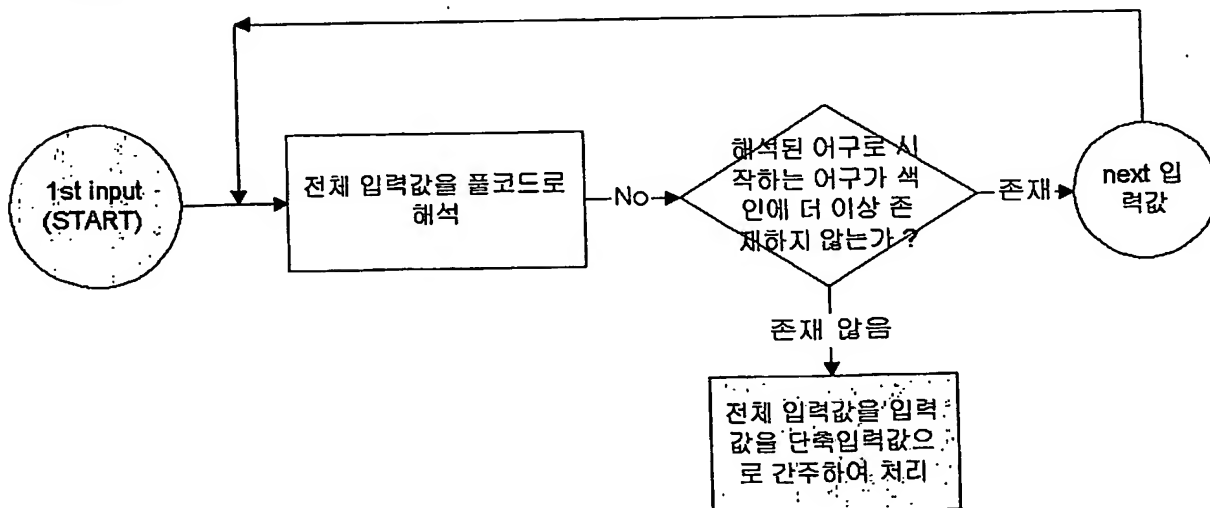 1st input
(START)
전체 입력값을 풀코드로
해석
No
해석된 어구로 시
작하는 어구가 색
인에 더 이상 존
재하지 않는가 ?
존재
next 입
력값
존재 않음
전체 입력값을 입력
값을 단축입력값으
로 간주하여 처리